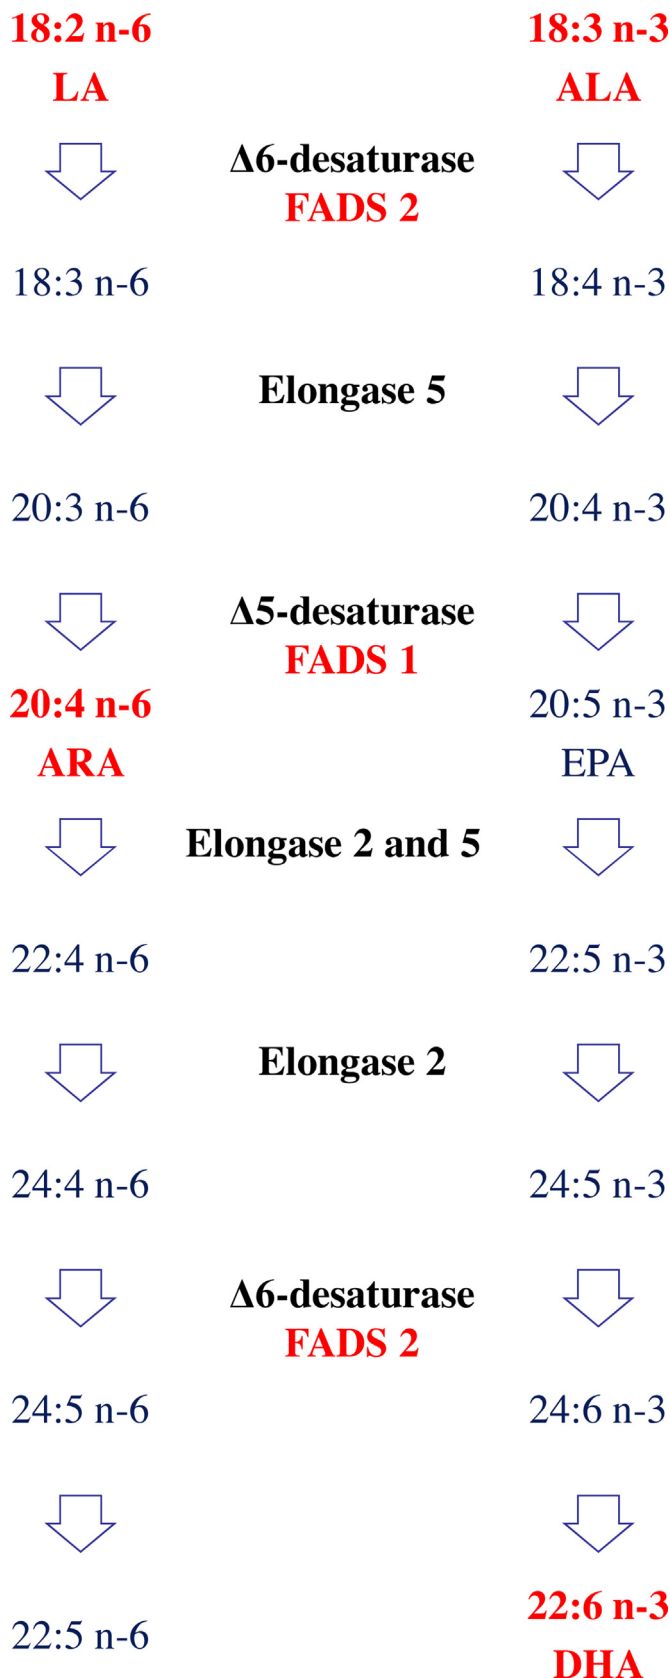 18:2 n-6
LA
18:3 n-3
ALA
Δ6-desaturase
FADS 2
18:3 n-6
18:4 n-3
Elongase 5
20:3 n-6
20:4 n-3
Δ5-desaturase
FADS 1
20:4 n-6
ARA
20:5 n-3
EPA
Elongase 2 and 5
22:4 n-6
22:5 n-3
Elongase 2
24:4 n-6
24:5 n-3
Δ6-desaturase
FADS 2
24:5 n-6
24:6 n-3
22:5 n-6
22:6 n-3
DHA